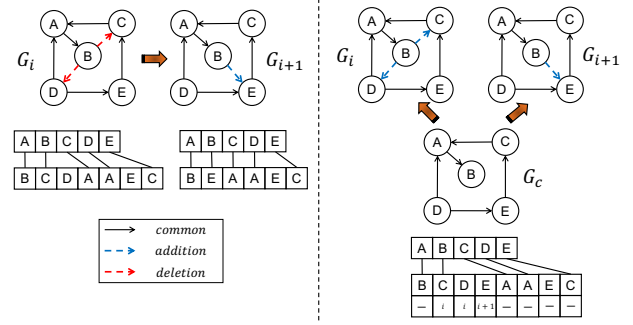 A C A C
G_i B B G_{i+1}
D E D E
A B C D E
B C D A A E C
A B C D E
B E A A E C
common
addition
deletion
A C A C
G_i B B G_{i+1}
D E D E
A C
B G_c
D E
A B C D E
B C D E A A E C
— i i i+1 — — — —